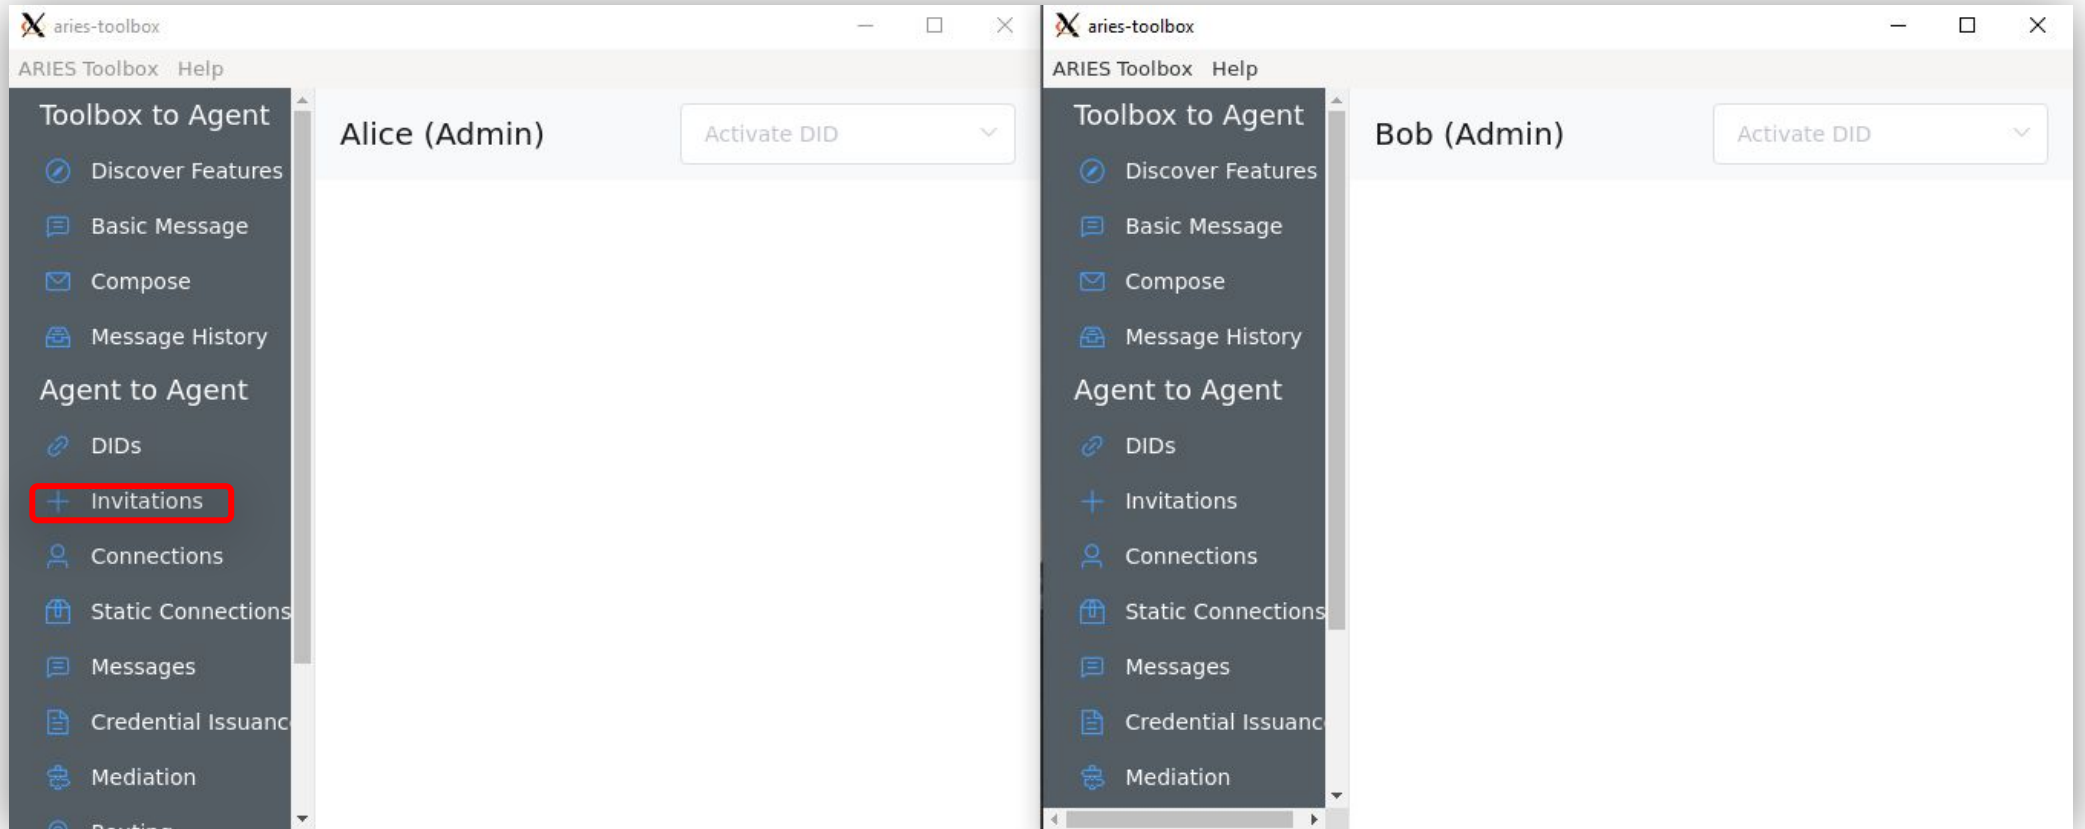 aries-toolbox
ARIES Toolbox Help
Toolbox to Agent
Discover Features
Basic Message
Compose
Message History
Agent to Agent
DIDs
Invitations
Connections
Static Connections
Messages
Credential Issuanc
Mediation
Alice (Admin)
Activate DID
aries-toolbox
ARIES Toolbox Help
Toolbox to Agent
Discover Features
Basic Message
Compose
Message History
Agent to Agent
DIDs
Invitations
Connections
Static Connections
Messages
Credential Issuanc
Mediation
Bob (Admin)
Activate DID